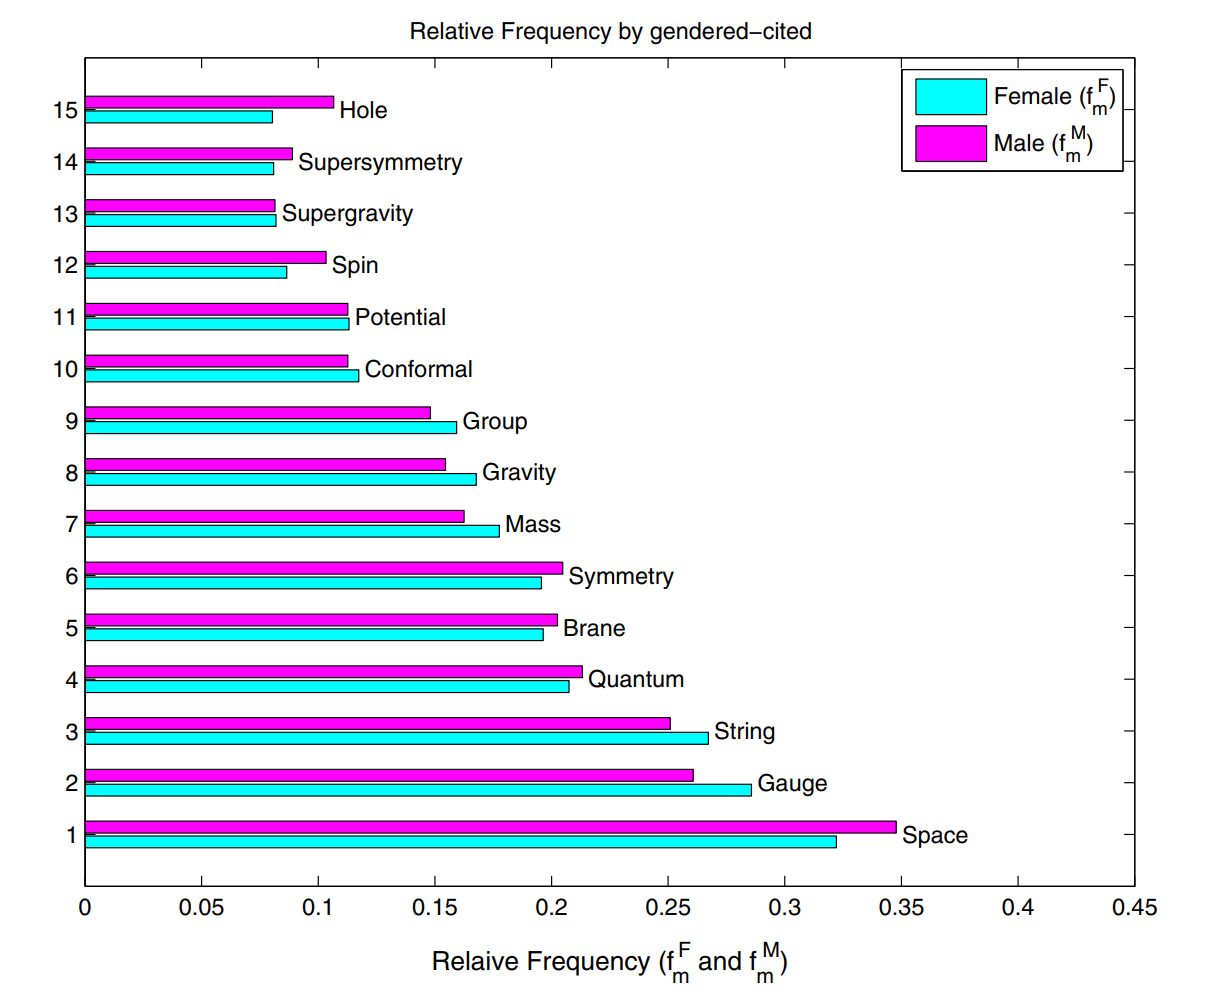 Relative Frequency by gendered−cited
Female (f_m^F)
Male (f_m^M)
15 Hole
14 Supersymmetry
13 Supergravity
12 Spin
11 Potential
10 Conformal
9 Group
8 Gravity
7 Mass
6 Symmetry
5 Brane
4 Quantum
3 String
2 Gauge
1 Space
0 0.05 0.1 0.15 0.2 0.25 0.3 0.35 0.4 0.45
Relaive Frequency (f_m^F and f_m^M)